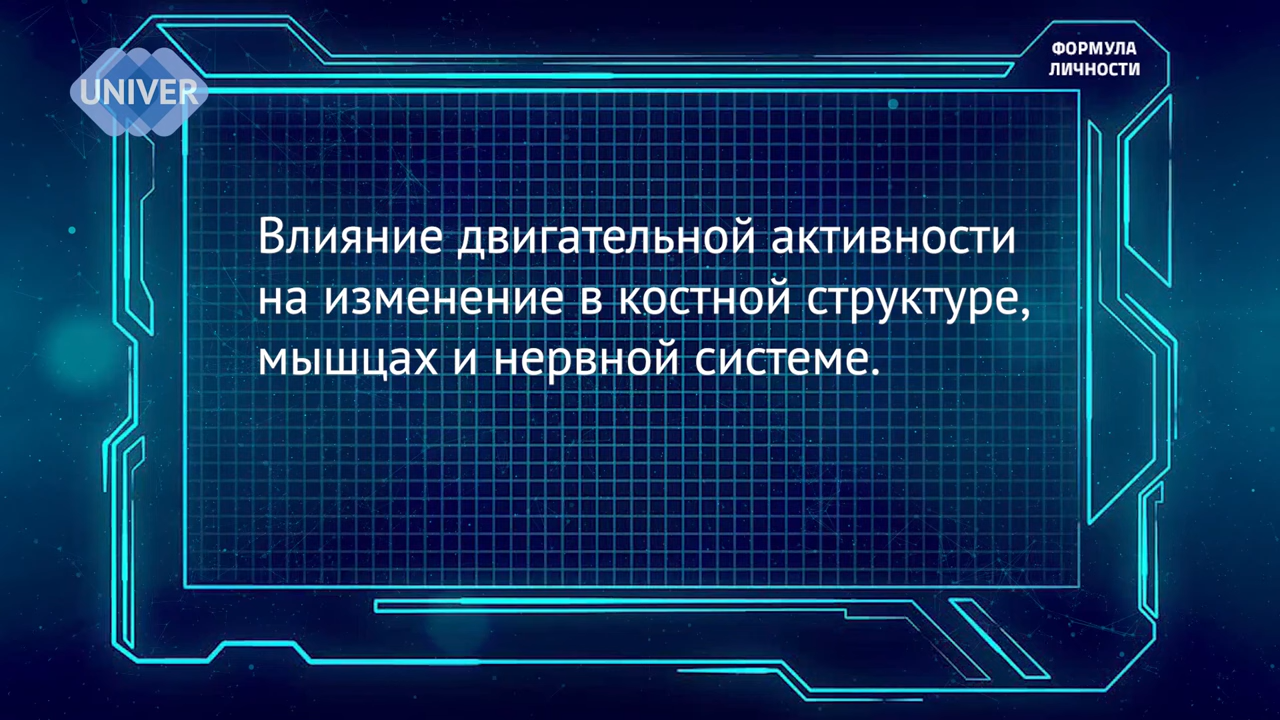 UNIVER
ФОРМУЛА
ЛИЧНОСТИ
Влияние двигательной активности
на изменение в костной структуре,
мышцах и нервной системе.